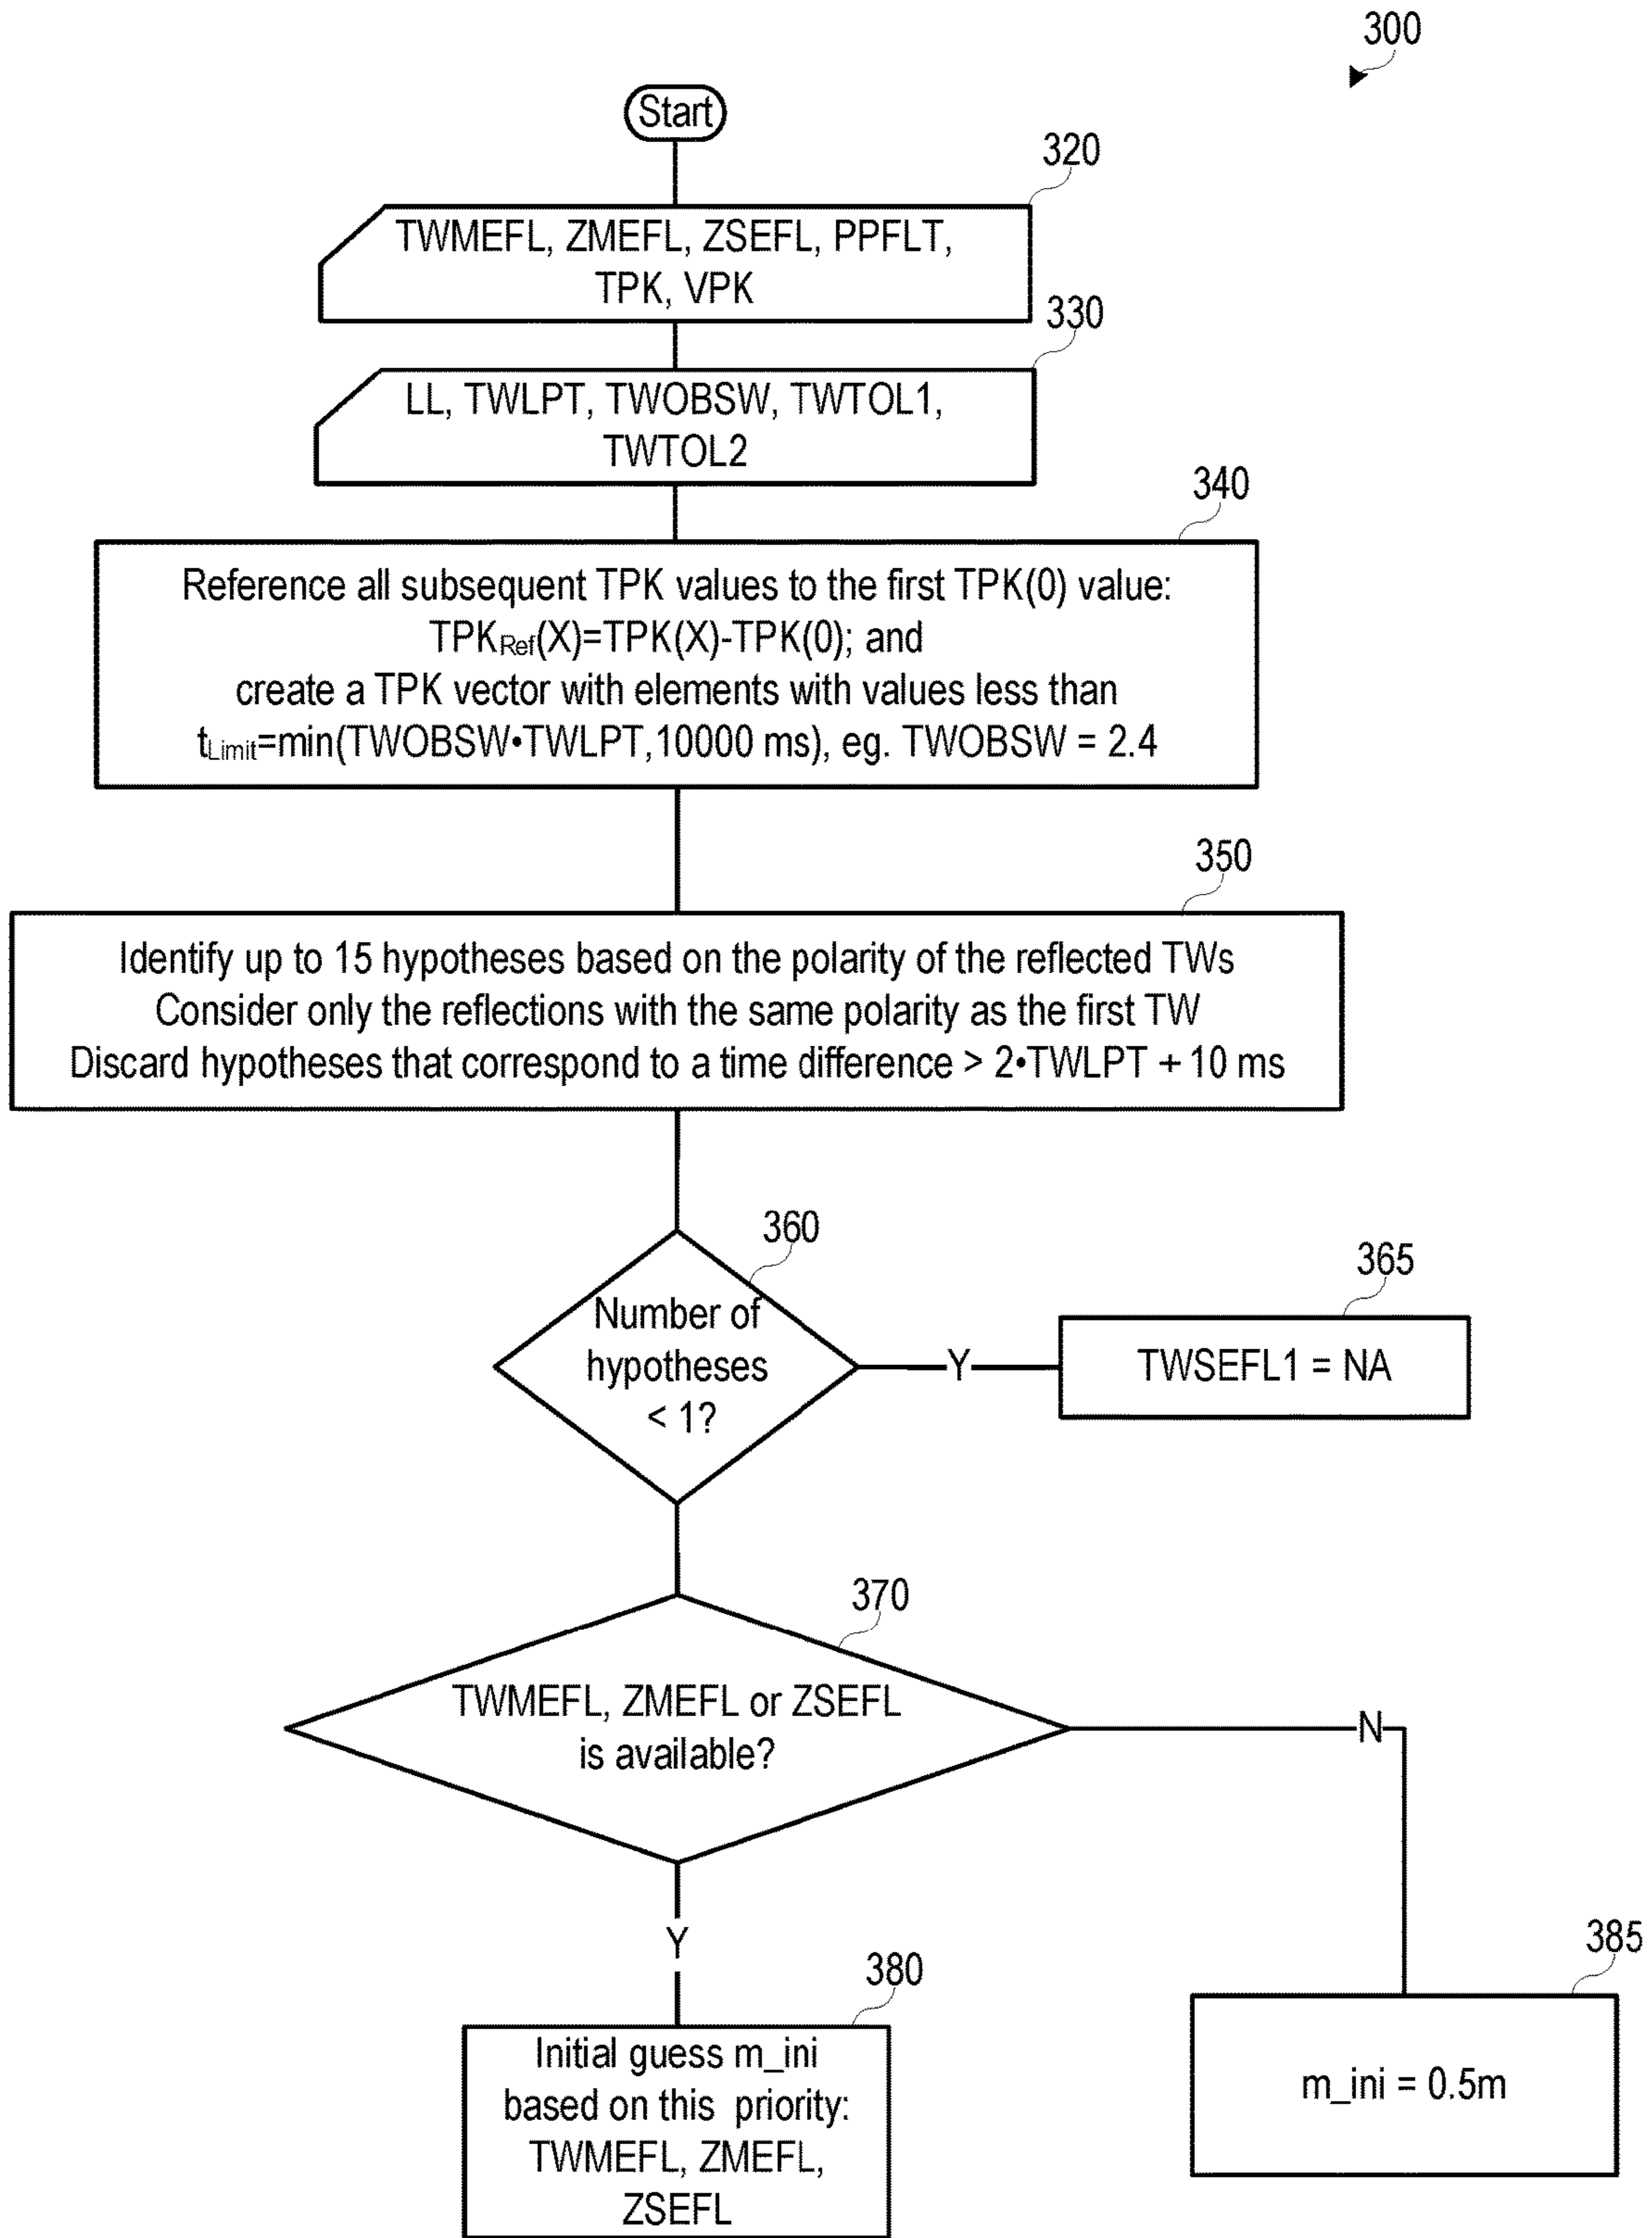 300
Start
320
TWMEFL, ZMEFL, ZSEFL, PPFLT,
TPK, VPK
330
LL, TWLPT, TWOBSW, TWTOL1,
TWTOL2
340
Reference all subsequent TPK values to the first TPK(0) value:
TPKRef(X)=TPK(X)-TPK(0); and
create a TPK vector with elements with values less than
tLimit=min(TWOBSW•TWLPT,10000 ms), eg. TWOBSW = 2.4
350
Identify up to 15 hypotheses based on the polarity of the reflected TWs
Consider only the reflections with the same polarity as the first TW
Discard hypotheses that correspond to a time difference > 2•TWLPT + 10 ms
360
Number of
hypotheses
< 1?
Y
365
TWSEFL1 = NA
370
TWMEFL, ZMEFL or ZSEFL
is available?
N
Y
380
Initial guess m_ini
based on this priority:
TWMEFL, ZMEFL,
ZSEFL
385
m_ini = 0.5m